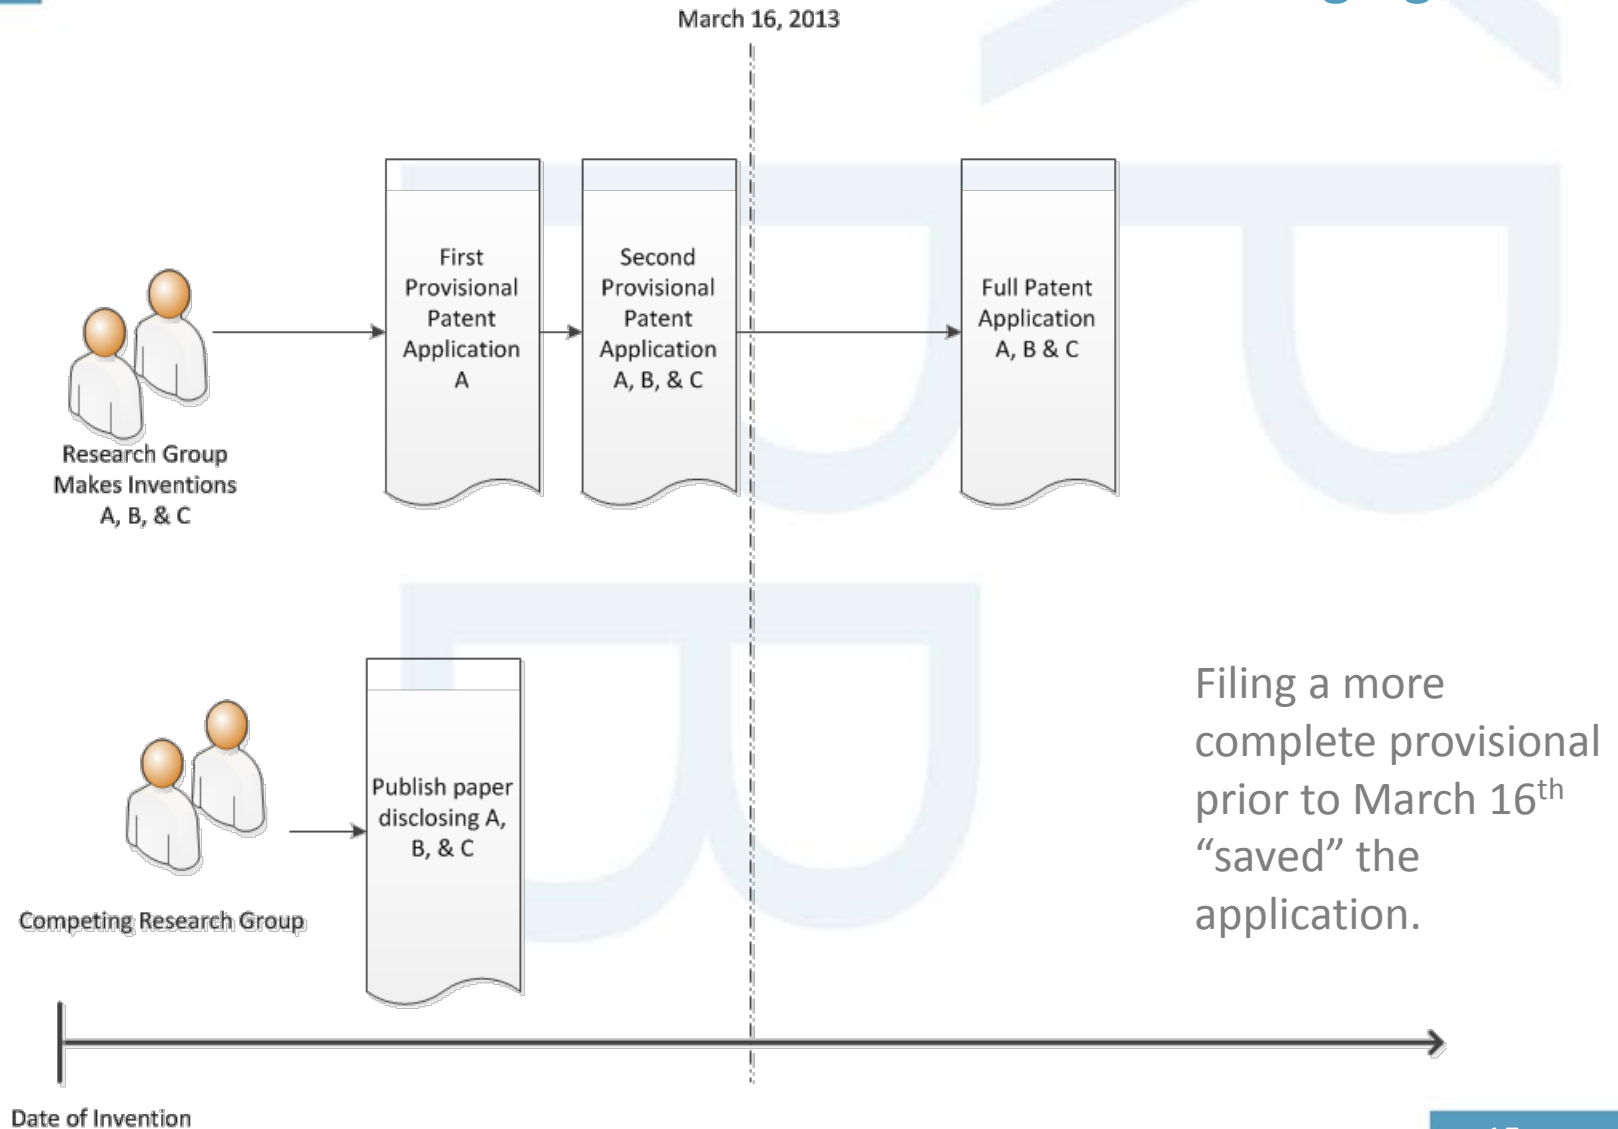 March 16, 2013
First
Provisional
Patent
Application
A
Second
Provisional
Patent
Application
A, B, & C
Full Patent
Application
A, B & C
Research Group
Makes Inventions
A, B, & C
Publish paper
disclosing A,
B, & C
Competing Research Group
Filing a more
complete provisional
prior to March 16th
“saved” the
application.
Date of Invention